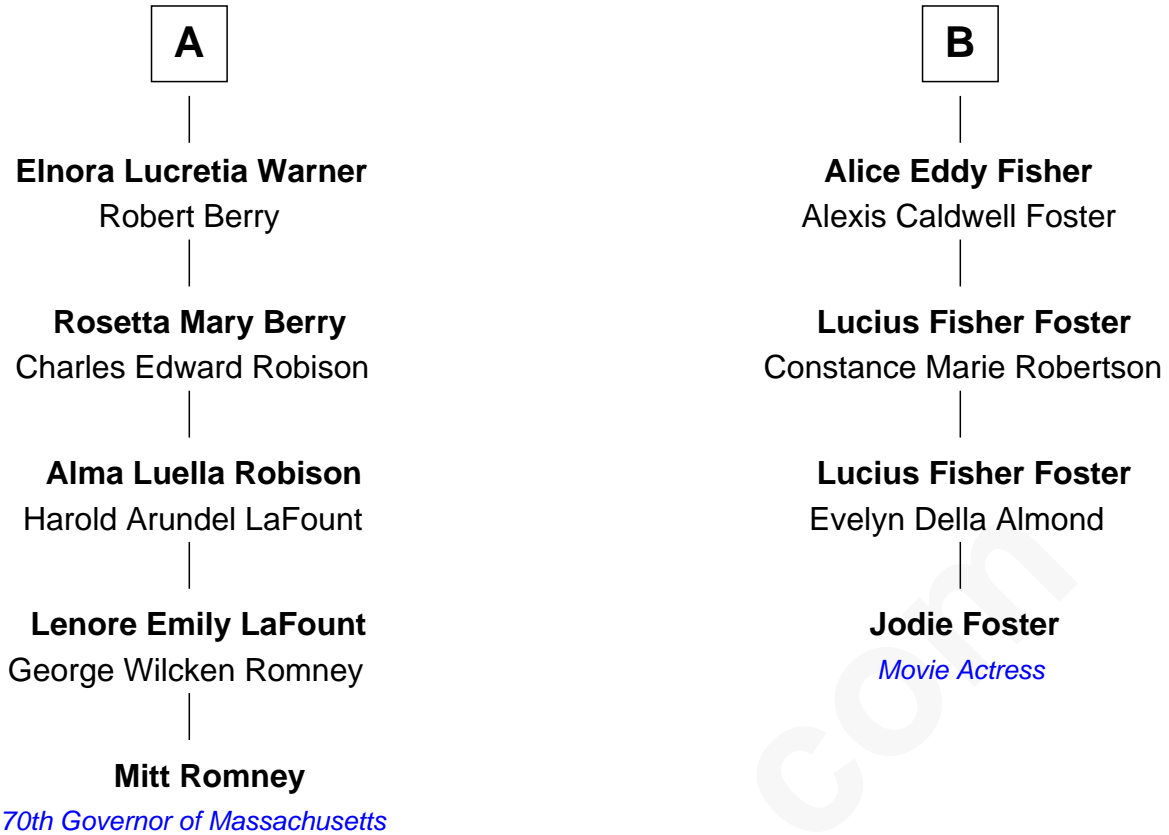 A
Elnora Lucretia Warner
Robert Berry
Rosetta Mary Berry
Charles Edward Robison
Alma Luella Robison
Harold Arundel LaFount
Lenore Emily LaFount
George Wilcken Romney
Mitt Romney
70th Governor of Massachusetts
B
Alice Eddy Fisher
Alexis Caldwell Foster
Lucius Fisher Foster
Constance Marie Robertson
Lucius Fisher Foster
Evelyn Della Almond
Jodie Foster
Movie Actress
com